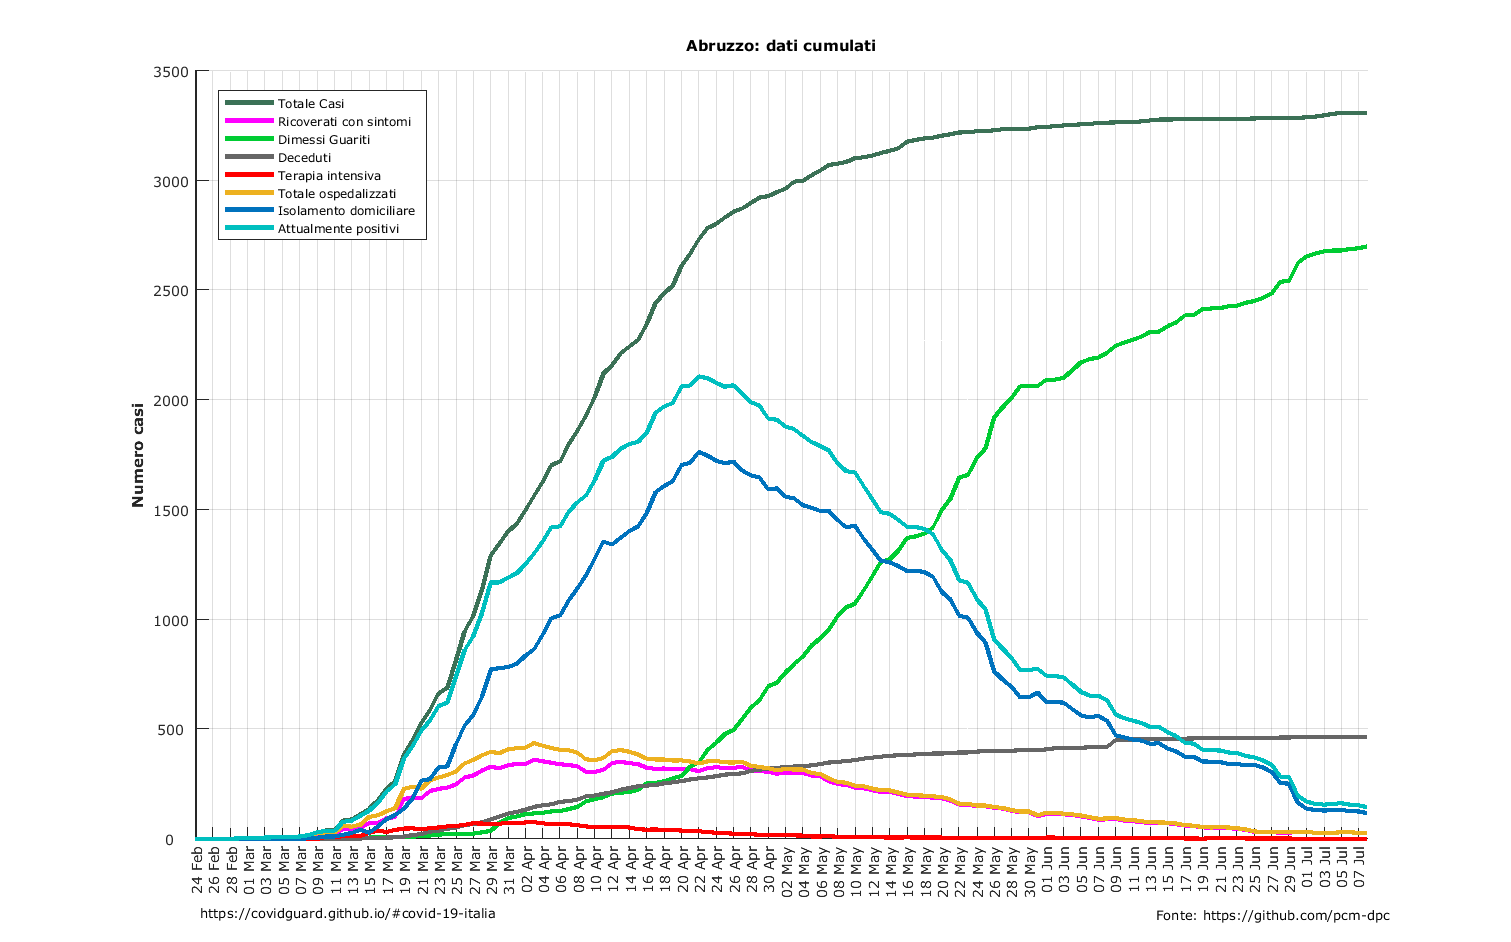 Abruzzo: dati cumulati
3500
3000
2500
2000
1500
1000
500
0
Numero casi
Totale Casi
Ricoverati con sintomi
Dimessi Guariti
Deceduti
Terapia intensiva
Totale ospedalizzati
Isolamento domiciliare
Attualmente positivi
24 Feb
26 Feb
28 Feb
01 Mar
03 Mar
05 Mar
07 Mar
09 Mar
11 Mar
13 Mar
15 Mar
17 Mar
19 Mar
21 Mar
23 Mar
25 Mar
27 Mar
29 Mar
31 Mar
02 Apr
04 Apr
06 Apr
08 Apr
10 Apr
12 Apr
14 Apr
16 Apr
18 Apr
20 Apr
22 Apr
24 Apr
26 Apr
28 Apr
30 Apr
02 May
04 May
06 May
08 May
10 May
12 May
14 May
16 May
18 May
20 May
22 May
24 May
26 May
28 May
30 May
01 Jun
03 Jun
05 Jun
07 Jun
09 Jun
11 Jun
13 Jun
15 Jun
17 Jun
19 Jun
21 Jun
23 Jun
25 Jun
27 Jun
29 Jun
01 Jul
03 Jul
05 Jul
07 Jul
https://covidguard.github.io/#covid-19-italia
Fonte: https://github.com/pcm-dpc